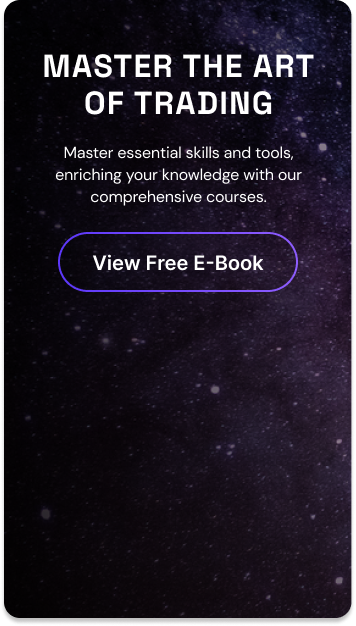 MASTER THE ART
OF TRADING
Master essential skills and tools,
enriching your knowledge with our
comprehensive courses.
View Free E-Book